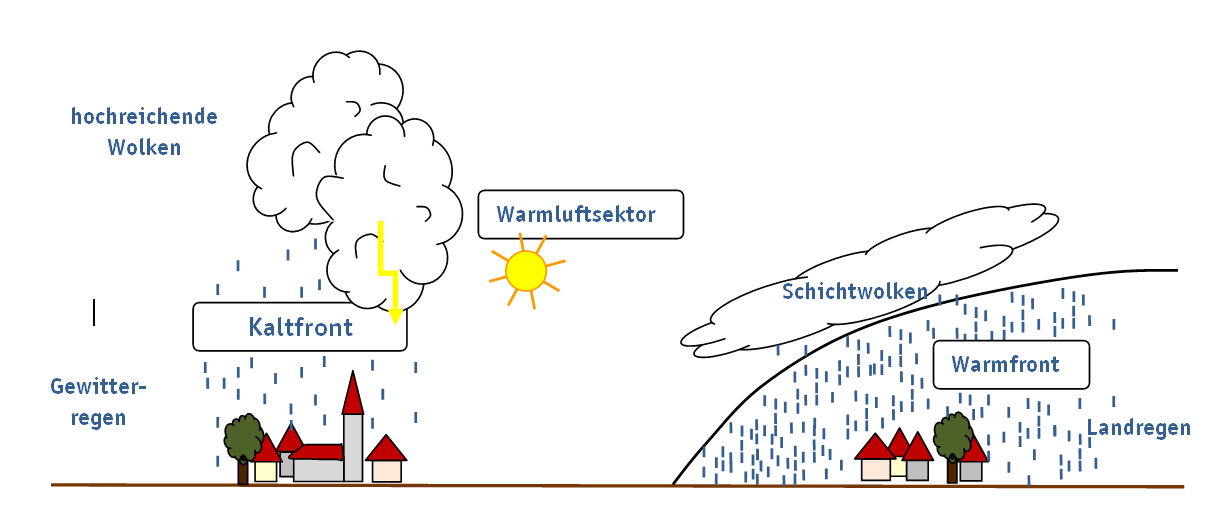 hochreichende
Wolken
Warmluftsektor
Schichtwolken
Kaltfront
Warmfront
Gewitter-
regen
Landregen